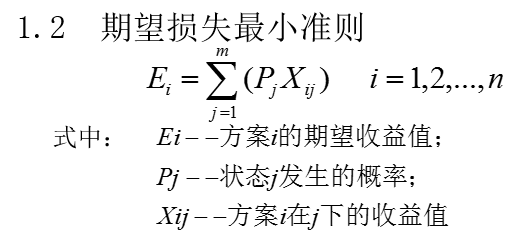 1.2 期望损失最小准则
E_i = \sum_{j=1}^{m} (P_j X_{ij})    i = 1,2,...,n
式中: Ei--方案i的期望收益值;
Pj--状态j发生的概率;
Xij--方案i在j下的收益值